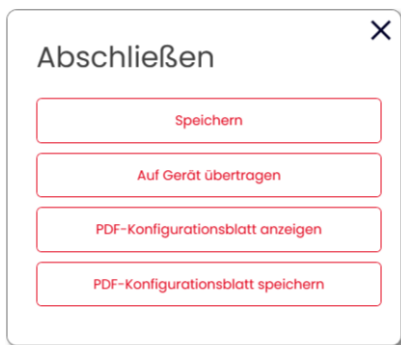 Abschließen
Speichern
Auf Gerät übertragen
PDF-Konfigurationsblatt anzeigen
PDF-Konfigurationsblatt speichern